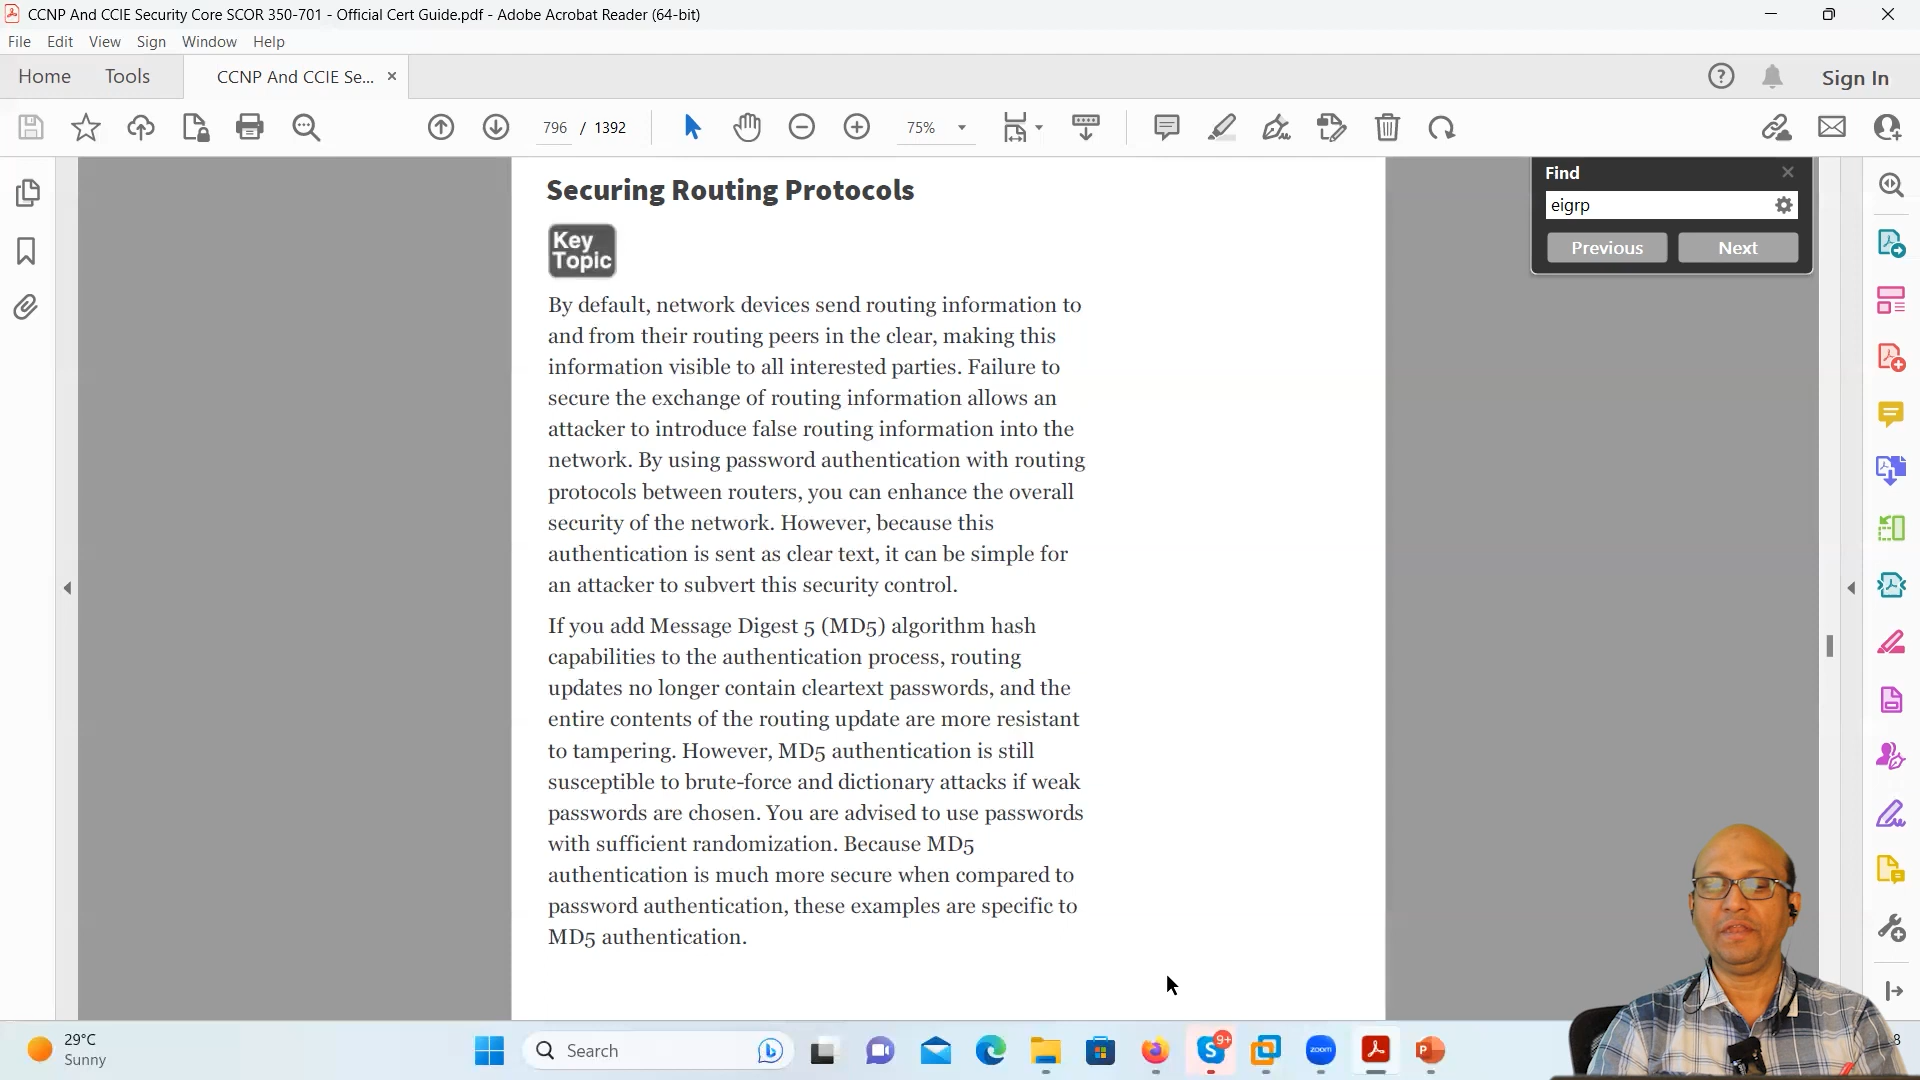 CCNP And CCIE Security Core SCOR 350-701 - Official Cert Guide.pdf - Adobe Acrobat Reader (64-bit)
File Edit View Sign Window Help
Home Tools CCNP And CCIE Se... × Sign In
796 / 1392 75%
Find
eigrp
Previous Next
Securing Routing Protocols
Key
Topic
By default, network devices send routing information to
and from their routing peers in the clear, making this
information visible to all interested parties. Failure to
secure the exchange of routing information allows an
attacker to introduce false routing information into the
network. By using password authentication with routing
protocols between routers, you can enhance the overall
security of the network. However, because this
authentication is sent as clear text, it can be simple for
an attacker to subvert this security control.
If you add Message Digest 5 (MD5) algorithm hash
capabilities to the authentication process, routing
updates no longer contain cleartext passwords, and the
entire contents of the routing update are more resistant
to tampering. However, MD5 authentication is still
susceptible to brute-force and dictionary attacks if weak
passwords are chosen. You are advised to use passwords
with sufficient randomization. Because MD5
authentication is much more secure when compared to
password authentication, these examples are specific to
MD5 authentication.
29°C
Sunny
Search
9+
zoom
8